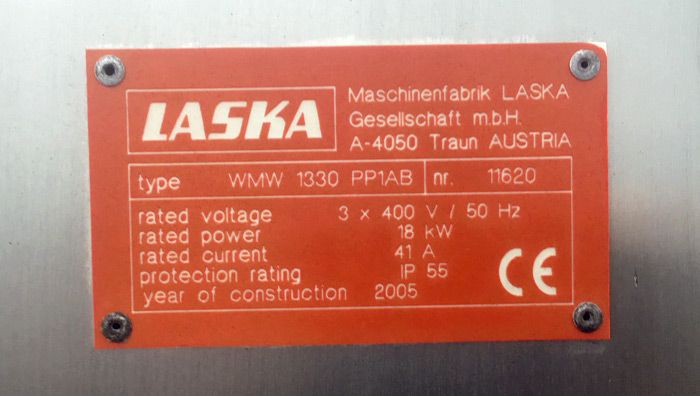 LASKA
Maschinenfabrik LASKA
Gesellschaft m.b.H.
A-4050 Traun AUSTRIA
type WMW 1330 PP1AB nr. 11620
rated voltage 3 x 400 V / 50 Hz
rated power 18 kW
rated current 41 A
protection rating IP 55
year of construction 2005
CE